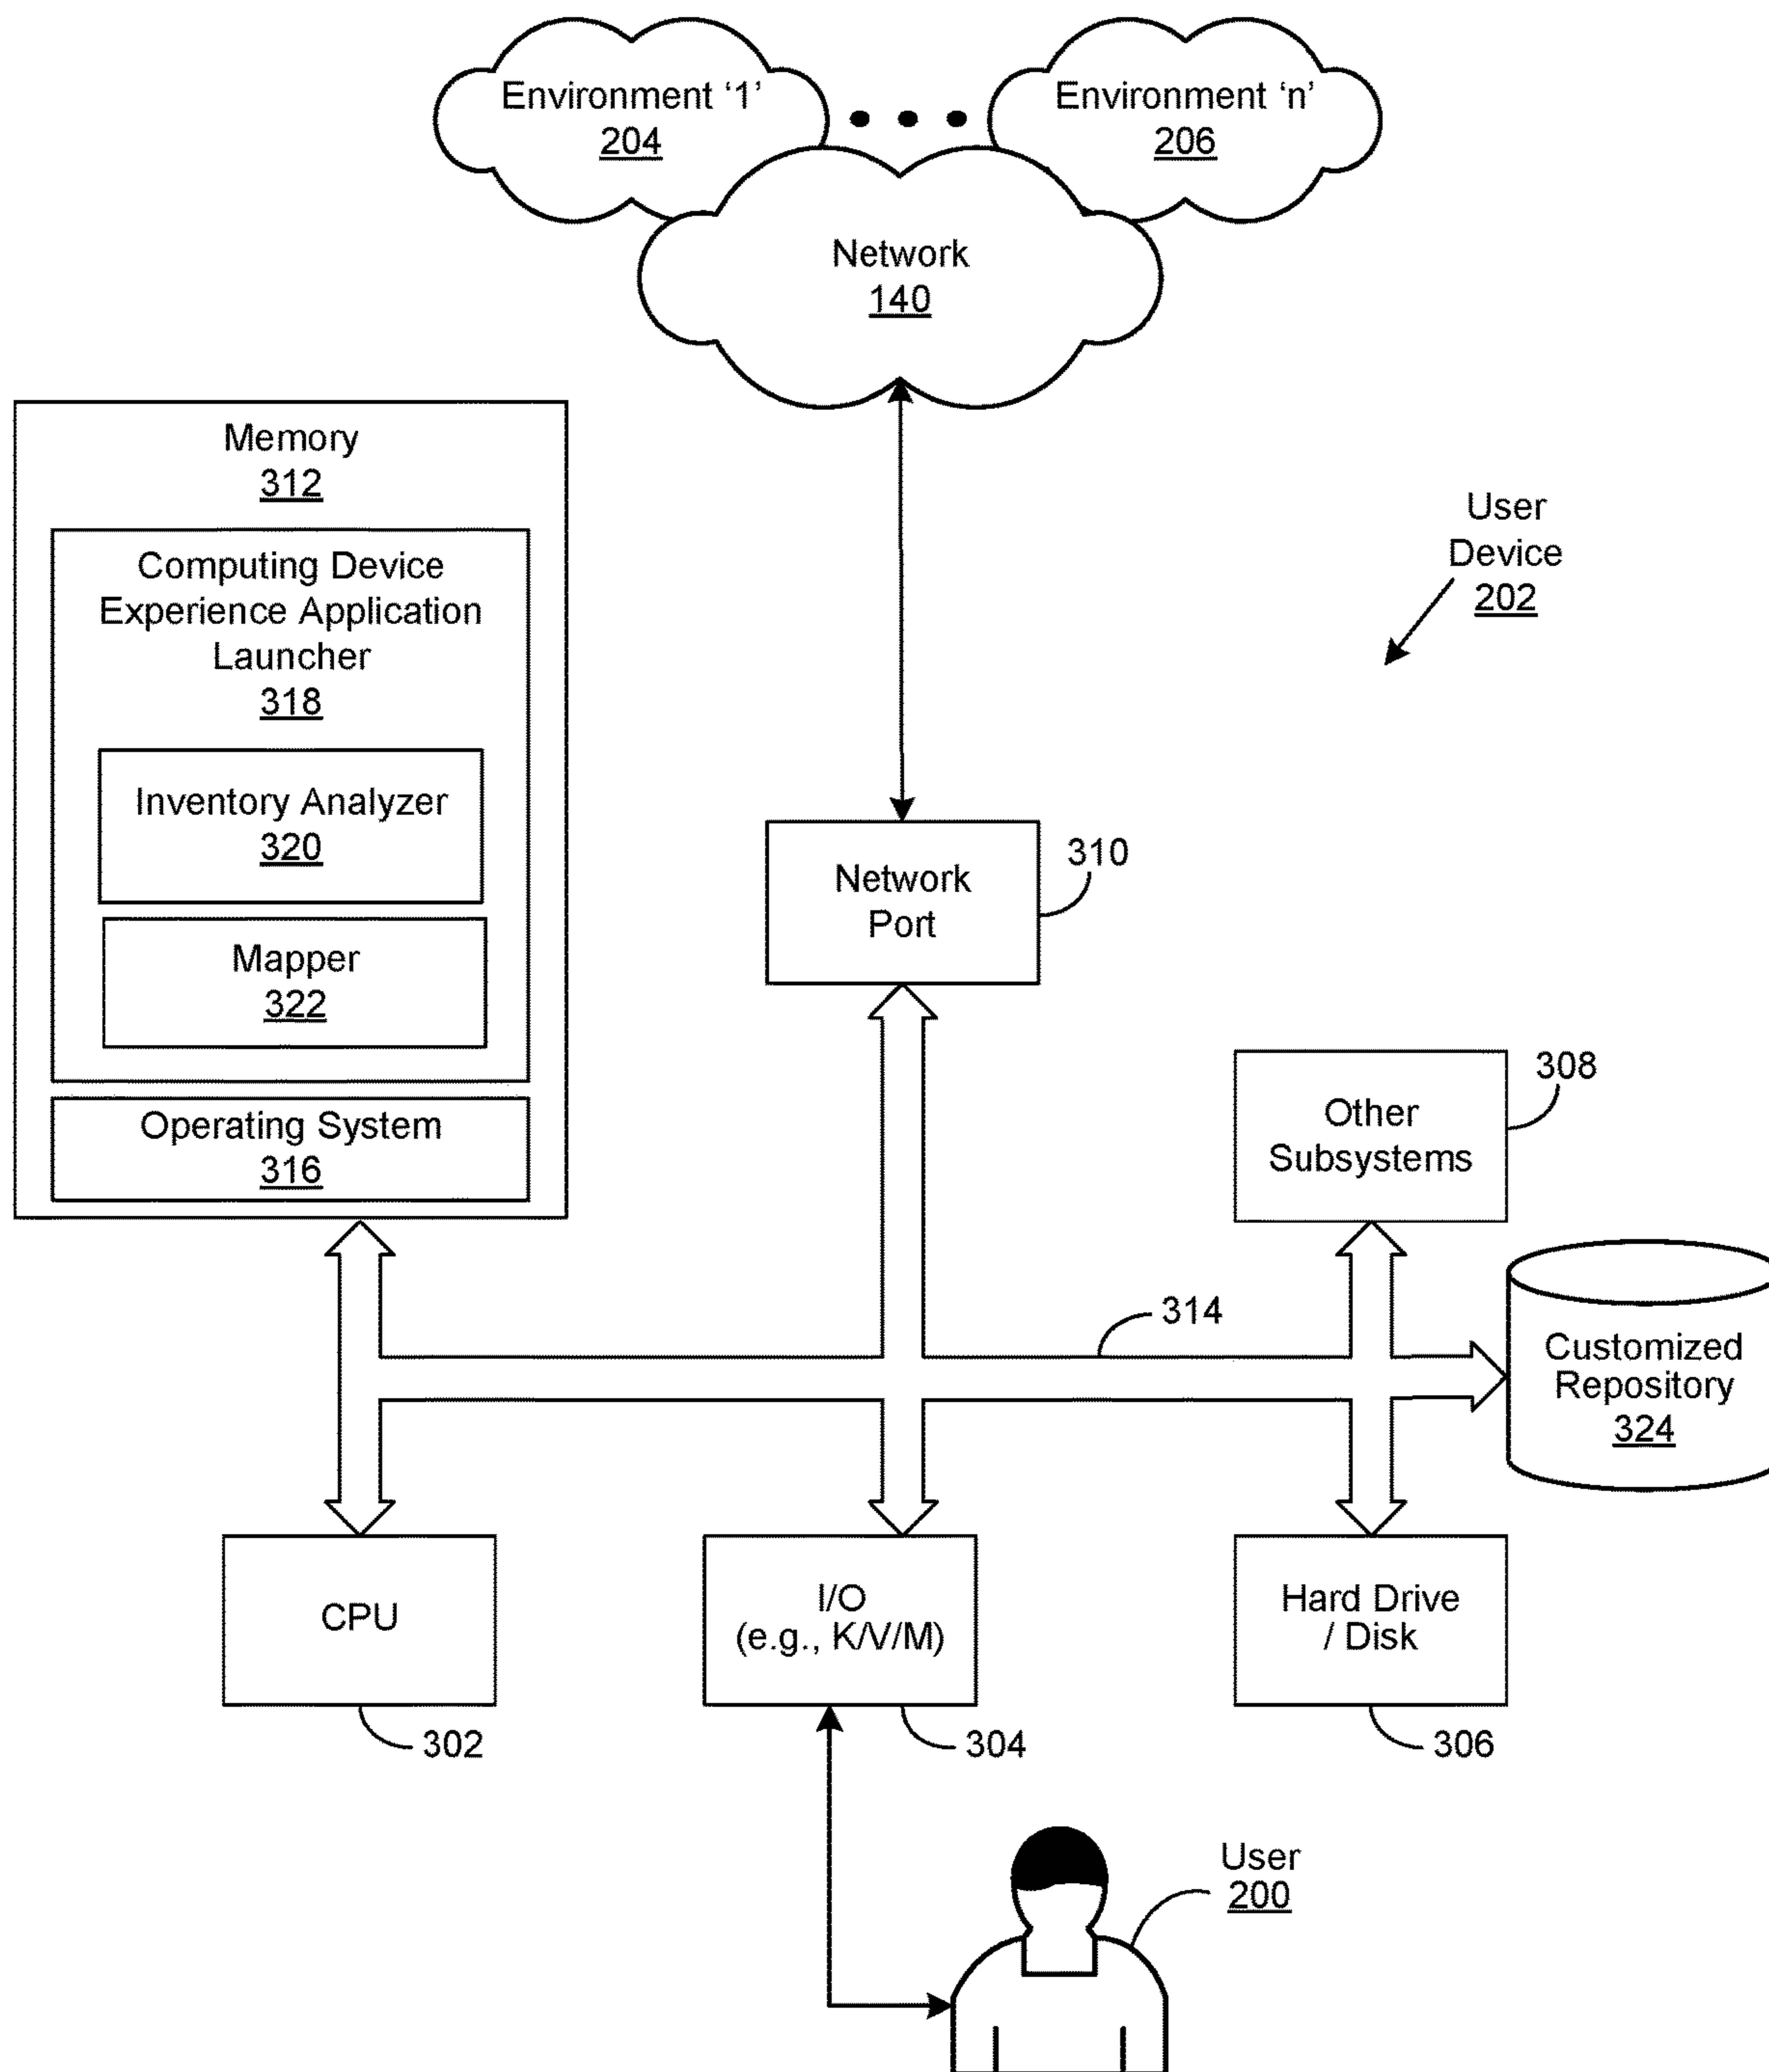 Environment ‘1’
204
Environment ‘n’
206
Network
140
Memory
312
Computing Device
Experience Application
Launcher
318
Inventory Analyzer
320
Mapper
322
Operating System
316
User
Device
202
Network
Port
310
Other
Subsystems
308
314
Customized
Repository
324
CPU
302
I/O
(e.g., K/V/M)
304
Hard Drive
/ Disk
306
User
200